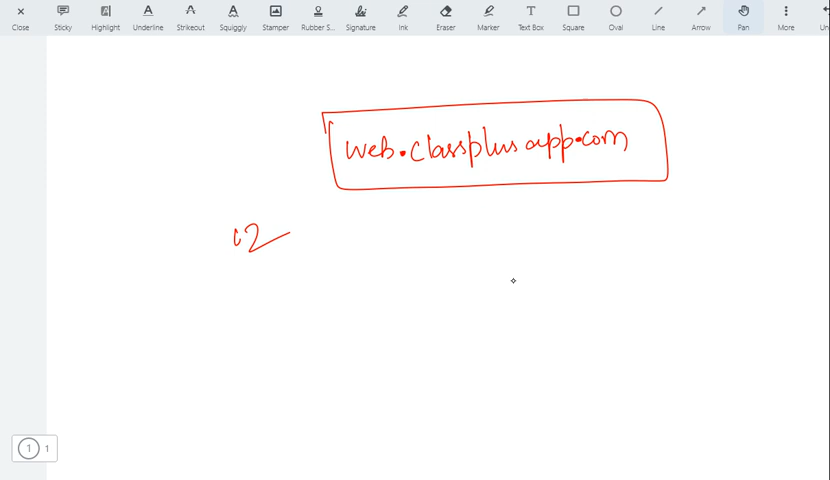 Close Sticky Highlight Underline Strikeout Squiggly Stamper Rubber S... Signature Ink Eraser Marker Text Box Square Oval Line Arrow Pan More
web.classplusapp.com
1 1